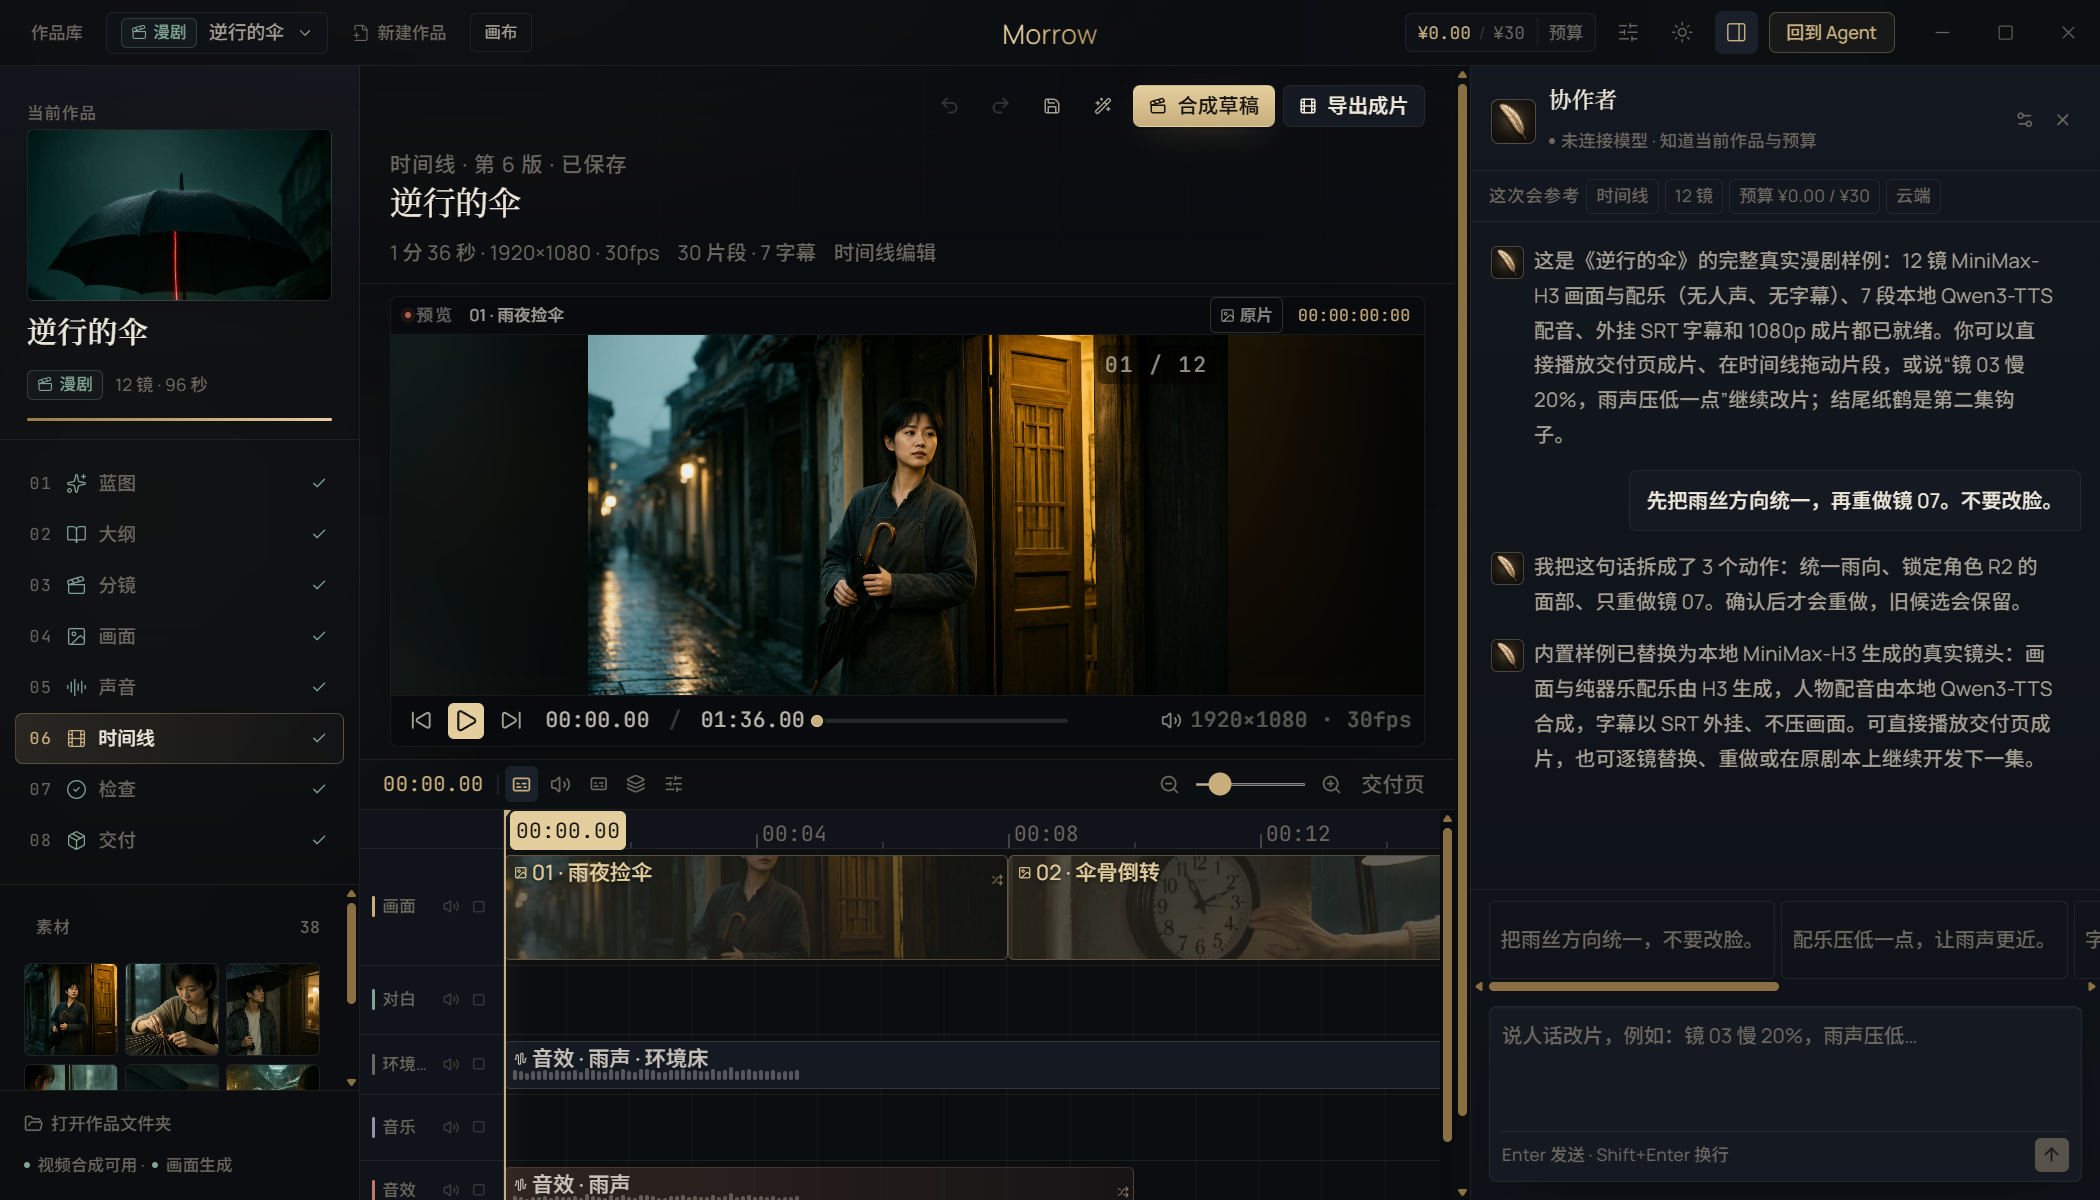 作品库
漫剧 逆行的伞
新建作品
画布
Morrow
¥0.00 / ¥30 预算
回到 Agent
当前作品
逆行的伞
漫剧 12 镜 · 96 秒
01 蓝图
02 大纲
03 分镜
04 画面
05 声音
06 时间线
07 检查
08 交付
素材 38
打开作品文件夹
视频合成可用 · 画面生成
合成草稿
导出成片
时间线 · 第 6 版 · 已保存
逆行的伞
1 分 36 秒 · 1920×1080 · 30fps 30 片段 · 7 字幕 时间线编辑
预览 01 · 雨夜捡伞
原片 00:00:00:00
01 / 12
00:00.00 / 01:36.00
1920×1080 · 30fps
00:00.00
交付页
00:00.00 00:04 00:08 00:12
画面
01 · 雨夜捡伞
02 · 伞骨倒转
对白
环境...
音效 · 雨声 · 环境床
音乐
音效
音效 · 雨声
协作者
未连接模型 · 知道当前作品与预算
这次会参考 时间线 12 镜 预算 ¥0.00 / ¥30 云端
这是《逆行的伞》的完整真实漫剧样例：12 镜 MiniMax-
H3 画面与配乐（无人声、无字幕）、7 段本地 Qwen3-TTS
配音、外挂 SRT 字幕和 1080p 成片都已就绪。你可以直
接播放交付页成片、在时间线拖动片段，或说“镜 03 慢
20%，雨声压低一点”继续改片；结尾纸鹤是第二集钩
子。
先把雨丝方向统一，再重做镜 07。不要改脸。
我把这句话拆成了 3 个动作：统一雨向、锁定角色 R2 的
面部、只重做镜 07。确认后才会重做，旧候选会保留。
内置样例已替换为本地 MiniMax-H3 生成的真实镜头：画
面与纯器乐配乐由 H3 生成，人物配音由本地 Qwen3-TTS
合成，字幕以 SRT 外挂、不压画面。可直接播放交付页成
片，也可逐镜替换、重做或在原剧本上继续开发下一集。
把雨丝方向统一，不要改脸。
配乐压低一点，让雨声更近。
字
说人话改片，例如：镜 03 慢 20%，雨声压低...
Enter 发送 · Shift+Enter 换行